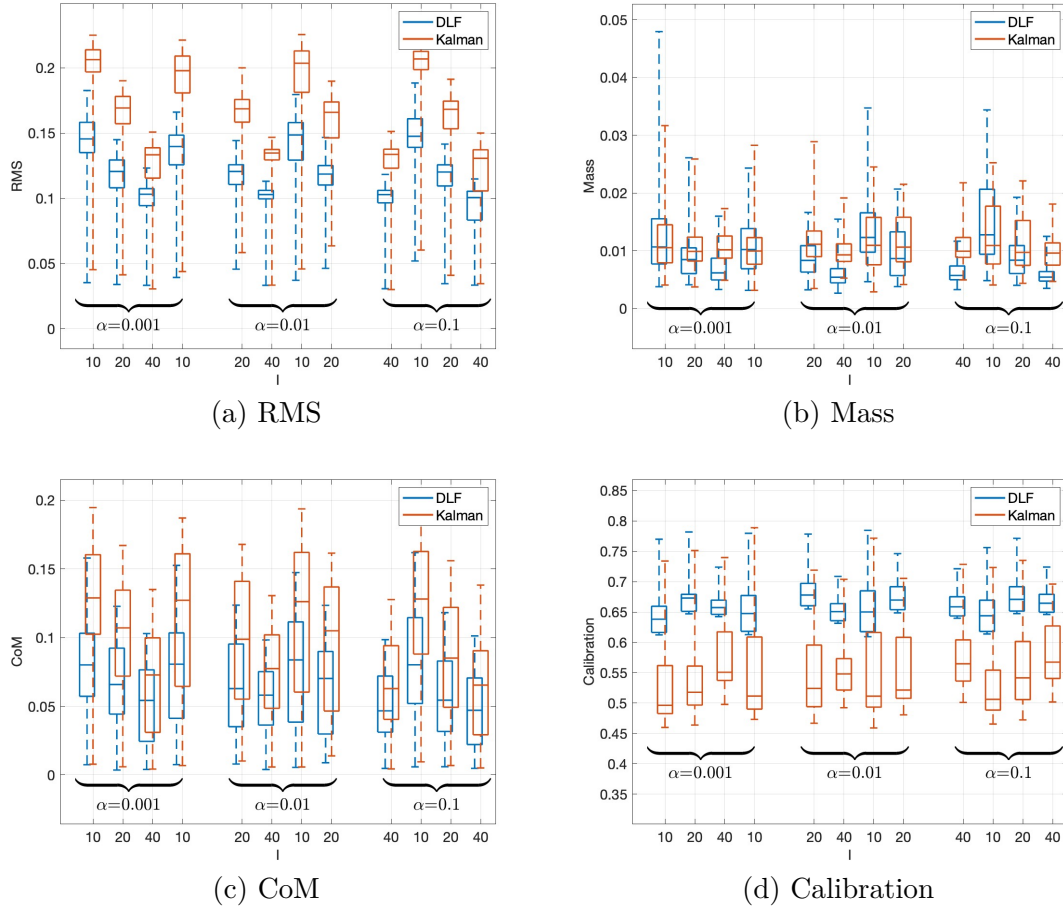 DLF
Kalman
0.2
0.15
0.1
0.05
0
RMS
α=0.001
α=0.01
α=0.1
10 20 40 10 20 40 10 20 40 10 20 40
I
(a) RMS
DLF
Kalman
0.05
0.04
0.03
0.02
0.01
0
Mass
α=0.001
α=0.01
α=0.1
10 20 40 10 20 40 10 20 40 10 20 40
I
(b) Mass
DLF
Kalman
0.2
0.15
0.1
0.05
0
CoM
α=0.001
α=0.01
α=0.1
10 20 40 10 20 40 10 20 40 10 20 40
I
(c) CoM
DLF
Kalman
0.85
0.8
0.75
0.7
0.65
0.6
0.55
0.5
0.45
0.4
0.35
Calibration
α=0.001
α=0.01
α=0.1
10 20 40 10 20 40 10 20 40 10 20 40
I
(d) Calibration